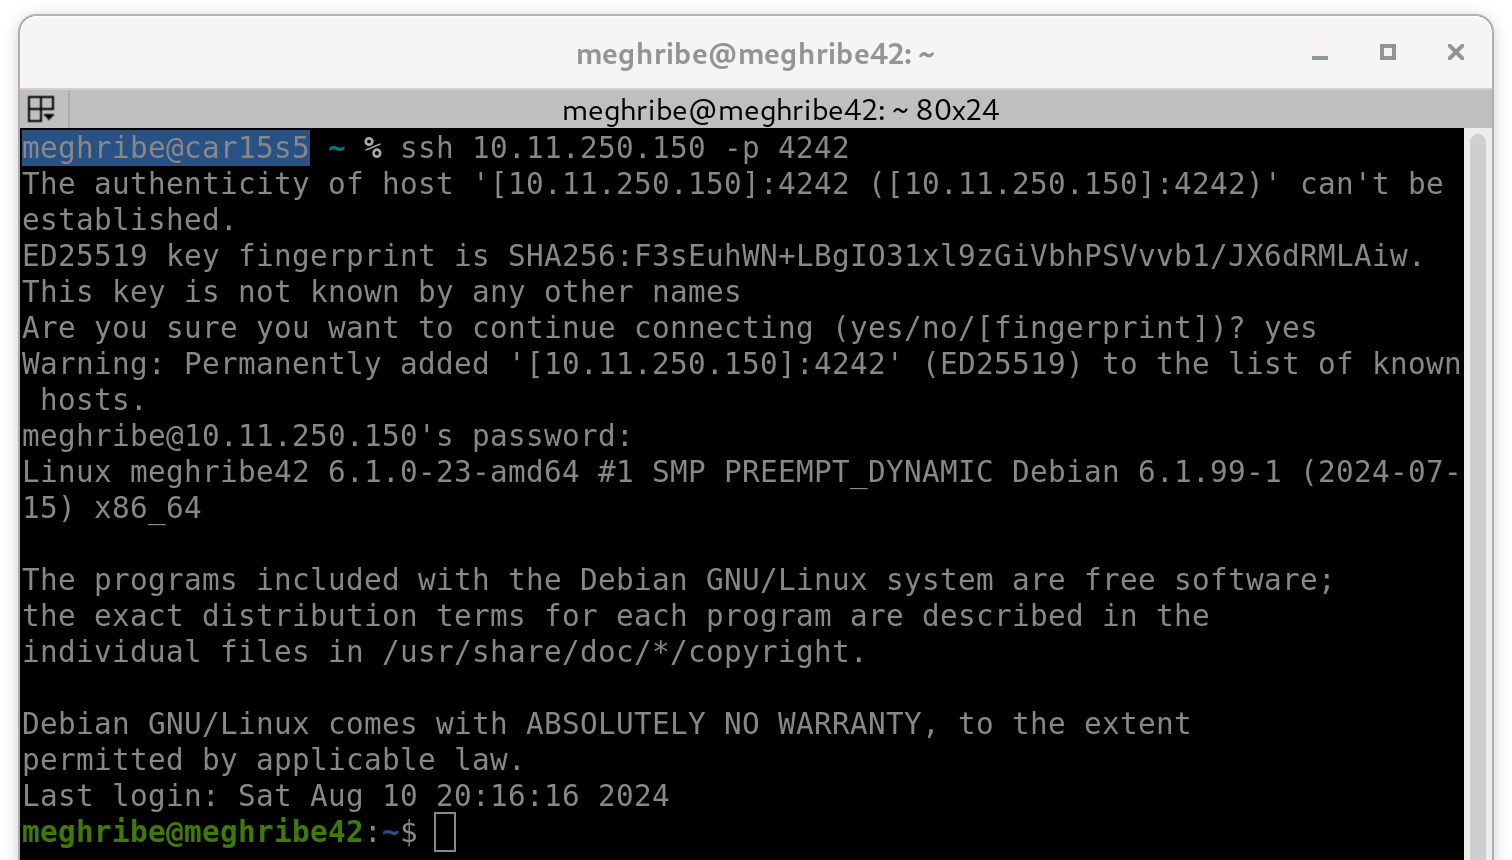 meghribe@meghribe42: ~
meghribe@meghribe42: ~ 80x24
meghribe@car15s5 ~ % ssh 10.11.250.150 -p 4242
The authenticity of host '[10.11.250.150]:4242 ([10.11.250.150]:4242)' can't be
established.
ED25519 key fingerprint is SHA256:F3sEuhWN+LBgIO31xl9zGiVbhPSVvvb1/JX6dRMLAiw.
This key is not known by any other names
Are you sure you want to continue connecting (yes/no/[fingerprint])? yes
Warning: Permanently added '[10.11.250.150]:4242' (ED25519) to the list of known
 hosts.
meghribe@10.11.250.150's password:
Linux meghribe42 6.1.0-23-amd64 #1 SMP PREEMPT_DYNAMIC Debian 6.1.99-1 (2024-07-
15) x86_64
The programs included with the Debian GNU/Linux system are free software;
the exact distribution terms for each program are described in the
individual files in /usr/share/doc/*/copyright.
Debian GNU/Linux comes with ABSOLUTELY NO WARRANTY, to the extent
permitted by applicable law.
Last login: Sat Aug 10 20:16:16 2024
meghribe@meghribe42:~$